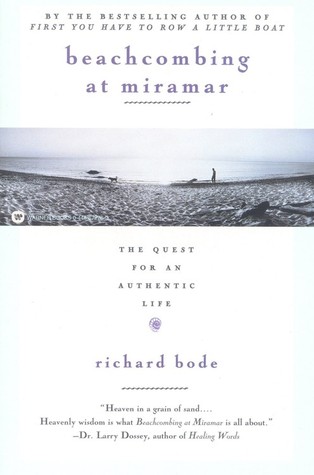 BY THE BESTSELLING AUTHOR OF
FIRST YOU HAVE TO ROW A LITTLE BOAT
beachcombing
at miramar
THE QUEST
FOR AN
AUTHENTIC
LIFE
richard bode
"Heaven in a grain of sand....
Heavenly wisdom is what Beachcombing at Miramar is all about."
–Dr. Larry Dossey, author of Healing Words